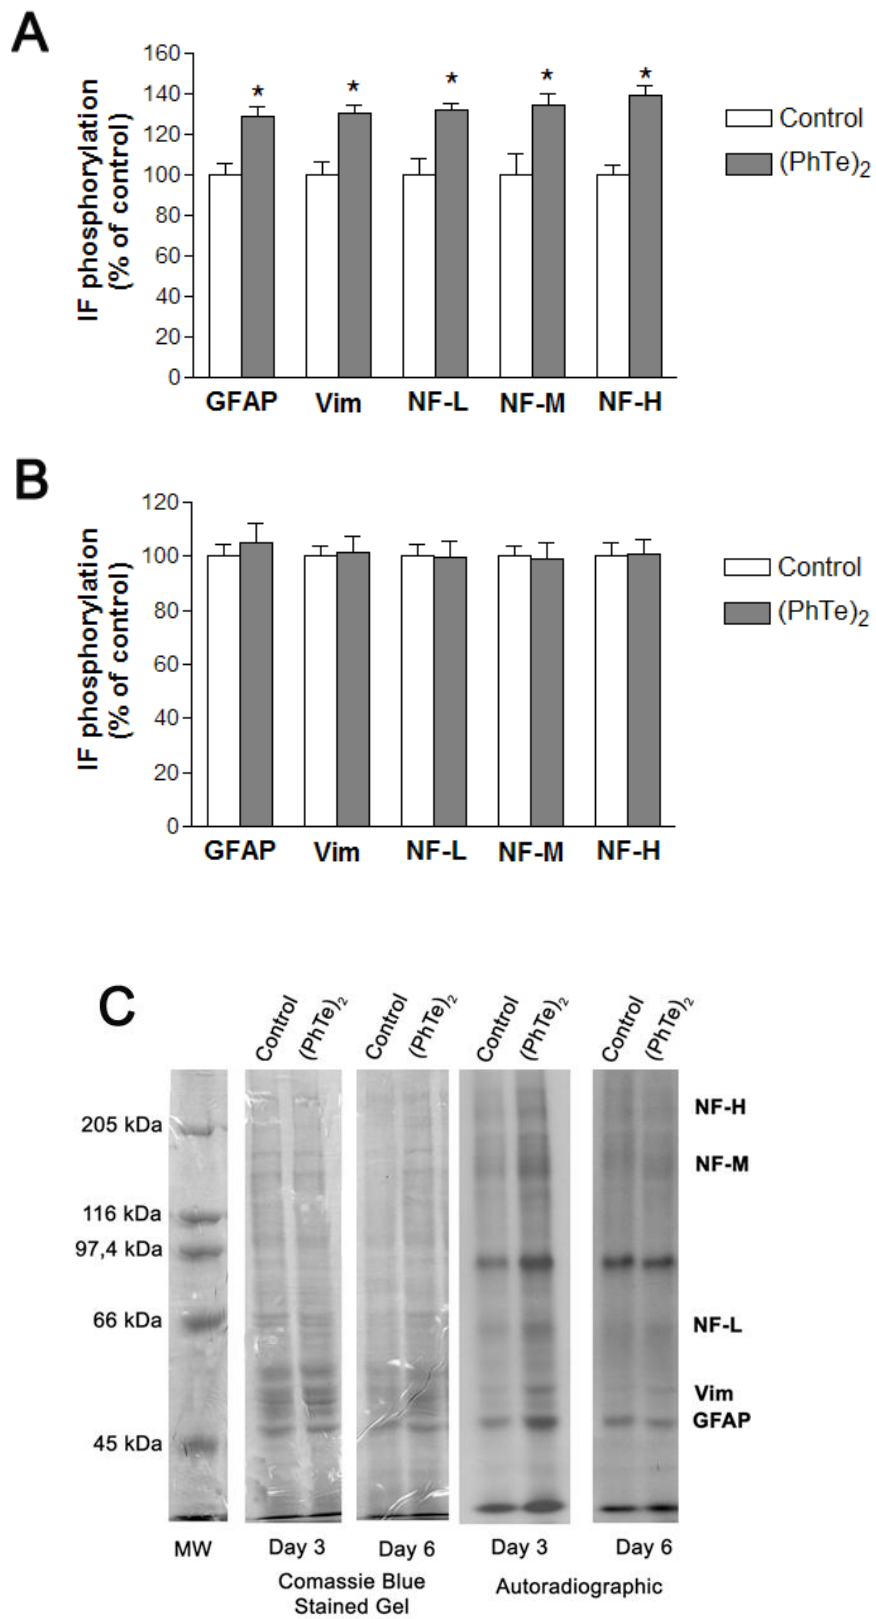 A
160
140
120
100
80
60
40
20
0
IF phosphorylation
(% of control)
* * * * *
GFAP Vim NF-L NF-M NF-H
Control
(PhTe)2
B
120
100
80
60
40
20
0
IF phosphorylation
(% of control)
GFAP Vim NF-L NF-M NF-H
Control
(PhTe)2
C
Control (PhTe)2 Control (PhTe)2 Control (PhTe)2 Control (PhTe)2
205 kDa
116 kDa
97,4 kDa
66 kDa
45 kDa
NF-H
NF-M
NF-L
Vim
GFAP
MW Day 3 Day 6 Day 3 Day 6
Comassie Blue
Stained Gel
Autoradiographic